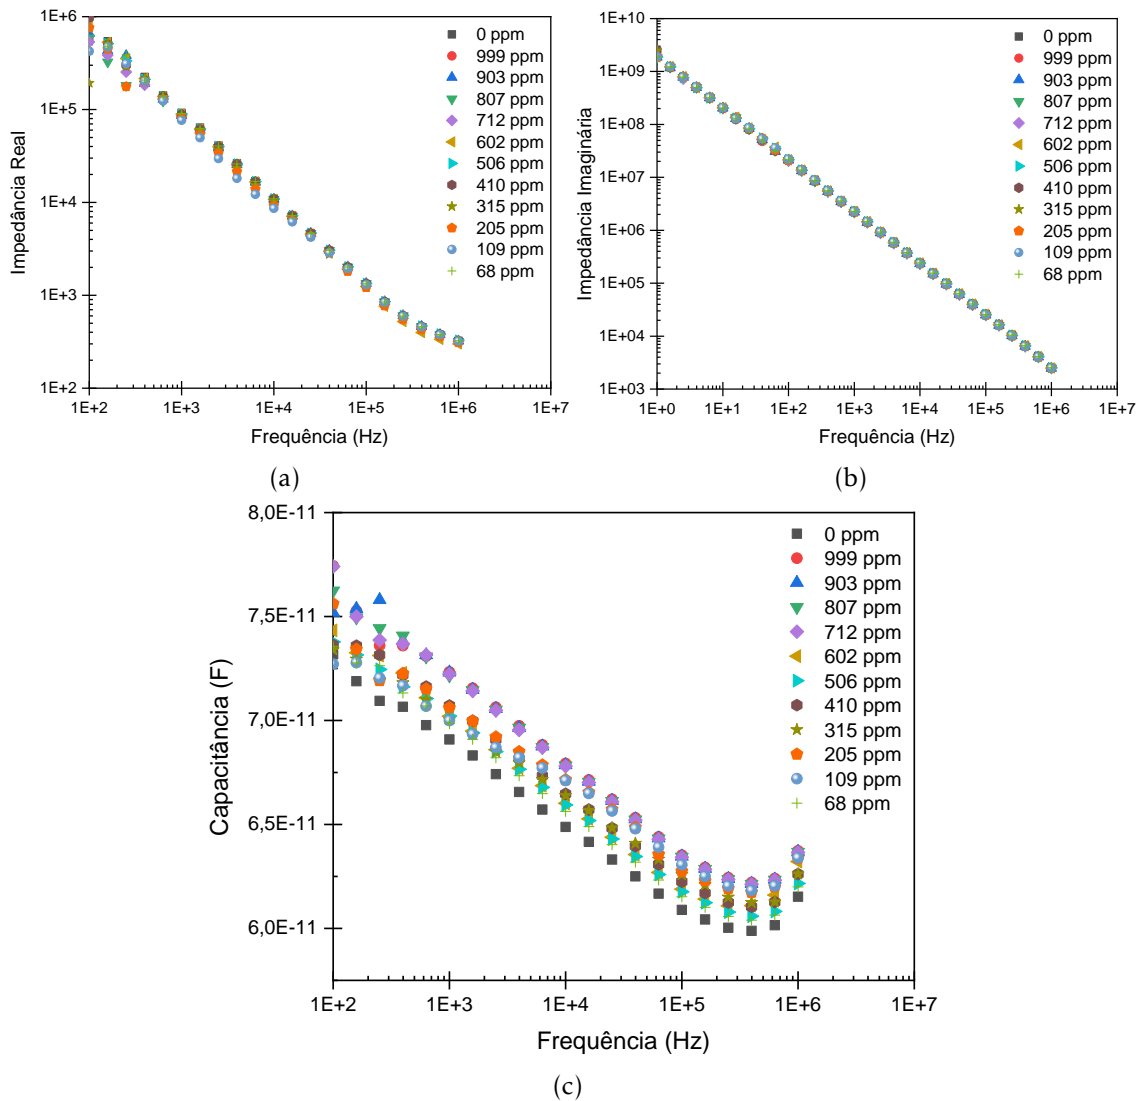 1E+6
1E+5
1E+4
1E+3
1E+2
Impedância Real
1E+2
1E+3
1E+4
1E+5
1E+6
1E+7
Frequência (Hz)
0 ppm
999 ppm
903 ppm
807 ppm
712 ppm
602 ppm
506 ppm
410 ppm
315 ppm
205 ppm
109 ppm
68 ppm
(a)
1E+10
1E+09
1E+08
1E+07
1E+06
1E+05
1E+04
1E+03
Impedância Imaginária
1E+0
1E+1
1E+2
1E+3
1E+4
1E+5
1E+6
1E+7
Frequência (Hz)
0 ppm
999 ppm
903 ppm
807 ppm
712 ppm
602 ppm
506 ppm
410 ppm
315 ppm
205 ppm
109 ppm
68 ppm
(b)
8,0E-11
7,5E-11
7,0E-11
6,5E-11
6,0E-11
Capacitância (F)
1E+2
1E+3
1E+4
1E+5
1E+6
1E+7
Frequência (Hz)
0 ppm
999 ppm
903 ppm
807 ppm
712 ppm
602 ppm
506 ppm
410 ppm
315 ppm
205 ppm
109 ppm
68 ppm
(c)